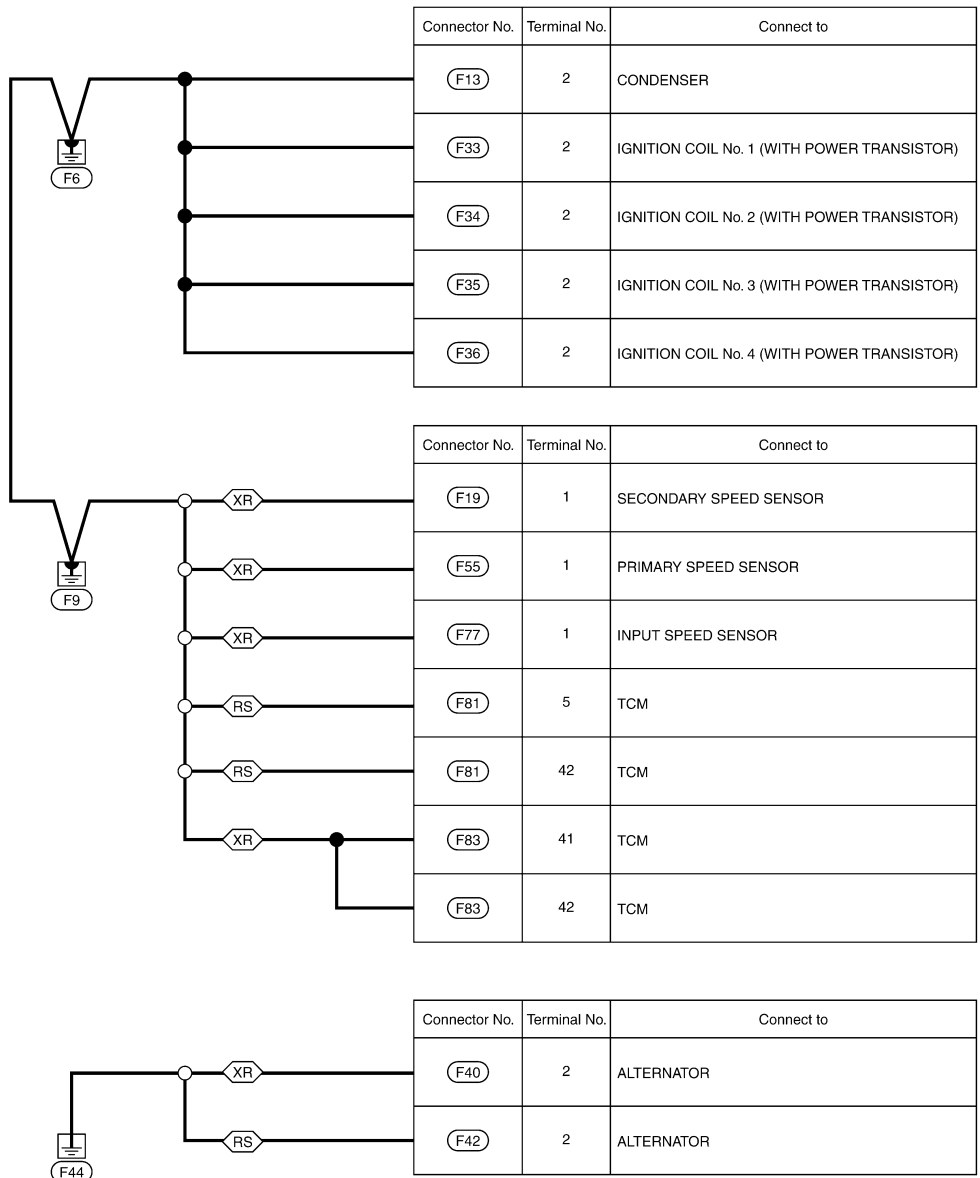 Connector No. Terminal No. Connect to
F13 2 CONDENSER
F6
F33 2 IGNITION COIL No. 1 (WITH POWER TRANSISTOR)
F34 2 IGNITION COIL No. 2 (WITH POWER TRANSISTOR)
F35 2 IGNITION COIL No. 3 (WITH POWER TRANSISTOR)
F36 2 IGNITION COIL No. 4 (WITH POWER TRANSISTOR)
Connector No. Terminal No. Connect to
XR F19 1 SECONDARY SPEED SENSOR
XR F55 1 PRIMARY SPEED SENSOR
F9
XR F77 1 INPUT SPEED SENSOR
RS F81 5 TCM
RS F81 42 TCM
XR F83 41 TCM
F83 42 TCM
Connector No. Terminal No. Connect to
XR F40 2 ALTERNATOR
RS F42 2 ALTERNATOR
F44